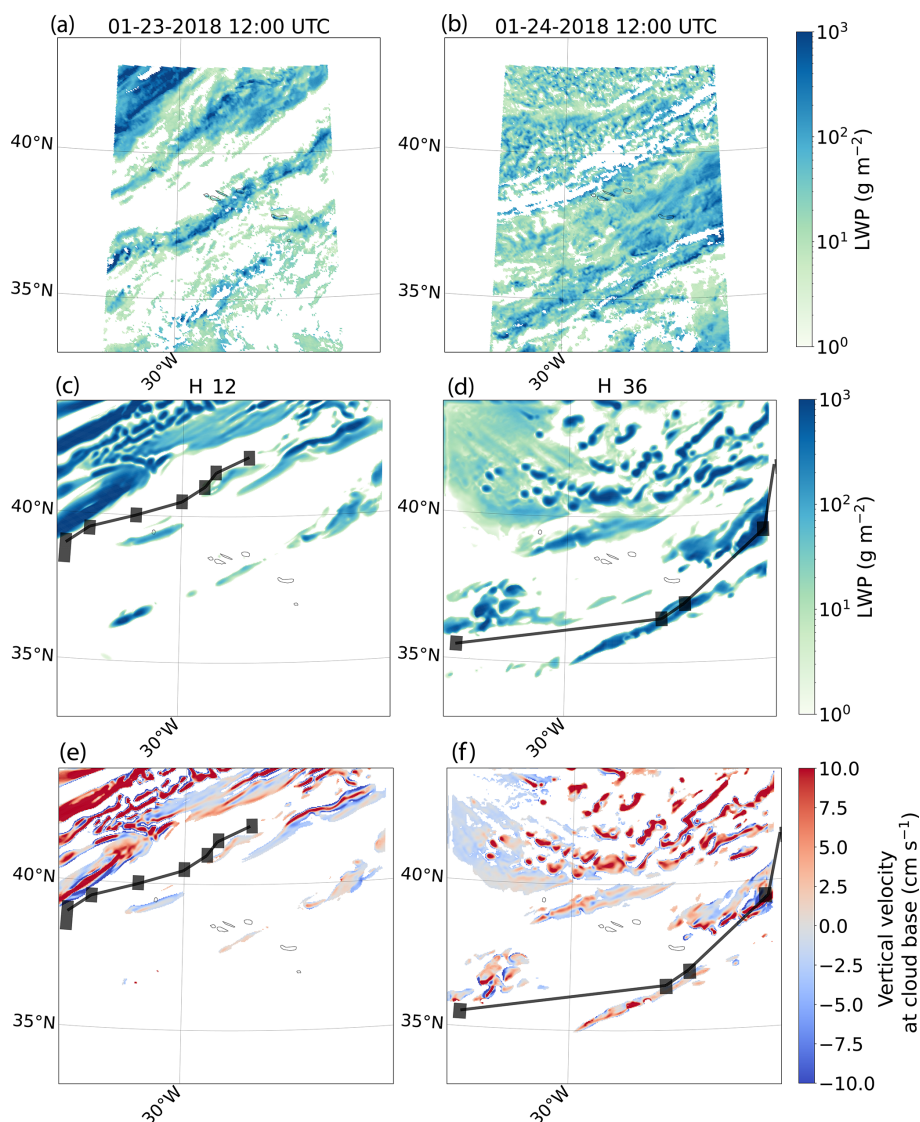 (a)
01-23-2018 12:00 UTC
(b)
01-24-2018 12:00 UTC
40°N
35°N
30°W
30°W
10³
10²
10¹
10⁰
LWP (g m⁻²)
(c)
H 12
(d)
H 36
40°N
35°N
30°W
40°N
35°N
30°W
10³
10²
10¹
10⁰
LWP (g m⁻²)
(e)
(f)
40°N
35°N
30°W
40°N
35°N
30°W
10.0
7.5
5.0
2.5
0.0
−2.5
−5.0
−7.5
−10.0
Vertical velocity
at cloud base (cm s⁻¹)